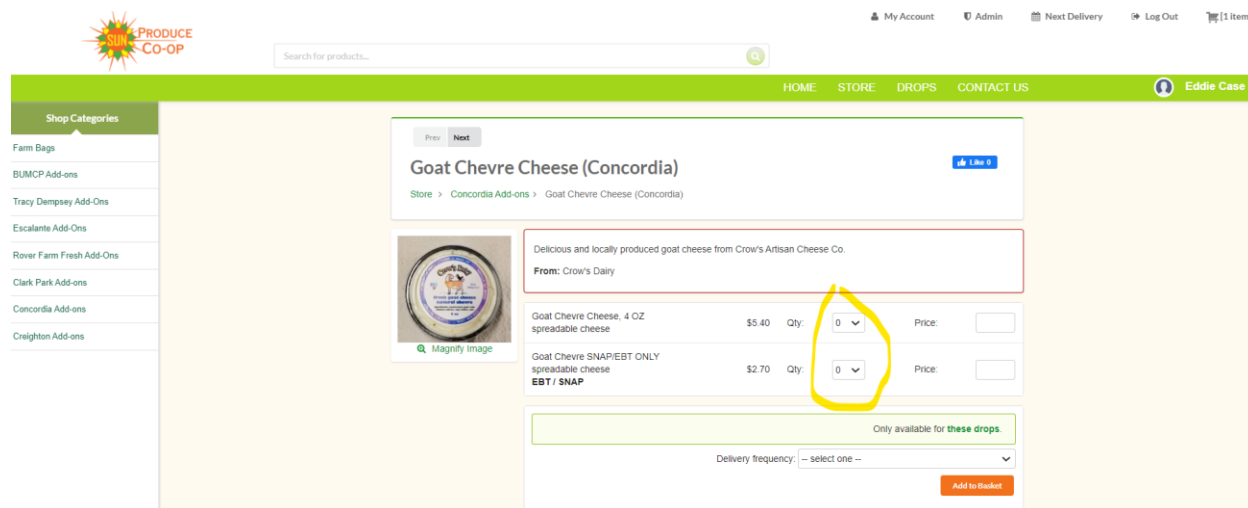 PRODUCE
SUN
CO-OP
My Account
Admin
Next Delivery
Log Out
[1 item
Search for products...
HOME
STORE
DROPS
CONTACT US
Eddie Case
Shop Categories
Farm Bags
BUMCP Add-ons
Tracy Dempsey Add-Ons
Escalante Add-Ons
Rover Farm Fresh Add-Ons
Clark Park Add-ons
Concordia Add-ons
Creighton Add-ons
Prev Next
Goat Chevre Cheese (Concordia)
Like 0
Store > Concordia Add-ons > Goat Chevre Cheese (Concordia)
Crow's Dairy
Magnify Image
Delicious and locally produced goat cheese from Crow's Artisan Cheese Co.
From: Crow's Dairy
Goat Chevre Cheese, 4 OZ
spreadable cheese
$5.40 Qty: 0 Price:
Goat Chevre SNAP/EBT ONLY
spreadable cheese
EBT / SNAP
$2.70 Qty: 0 Price:
Only available for these drops.
Delivery frequency: -- select one --
Add to Basket